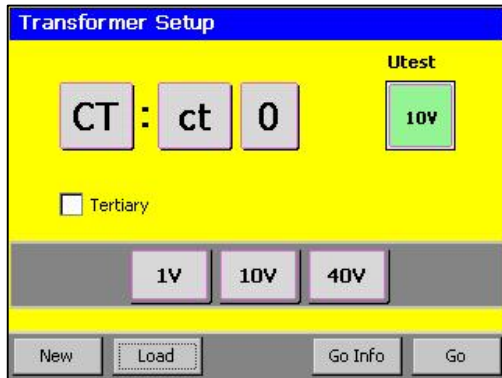 Transformer Setup
Utest
CT : ct 0
10V
Tertiary
1V 10V 40V
New Load Go Info Go